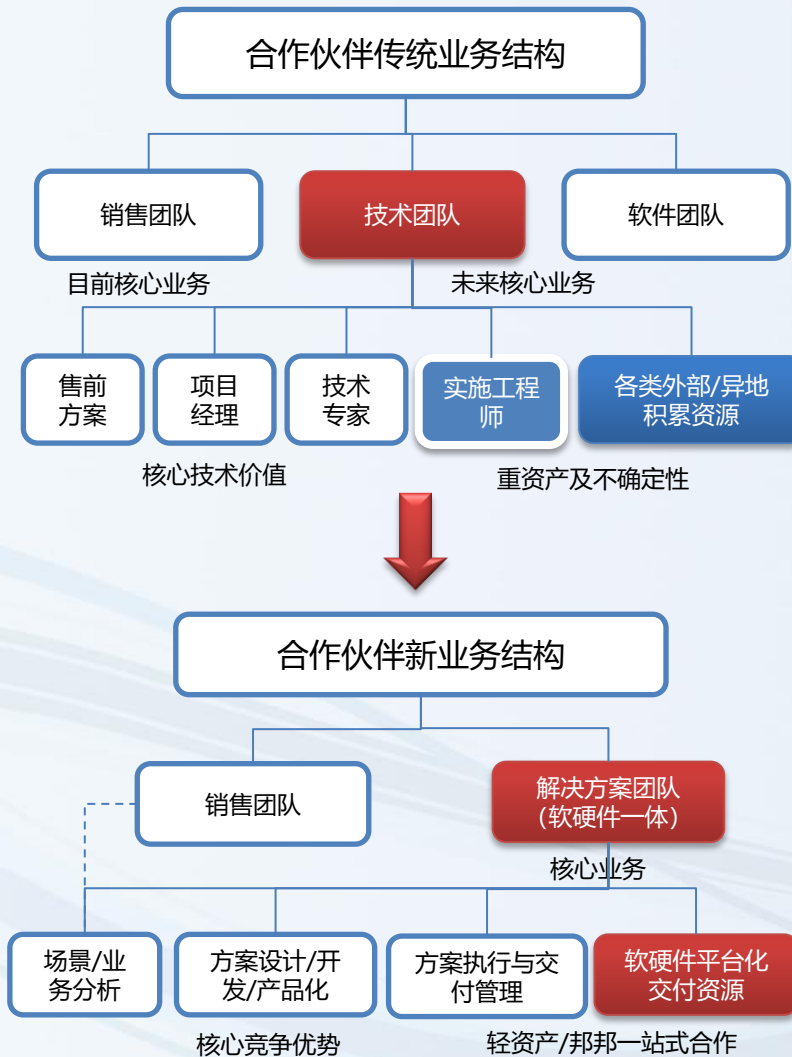 合作伙伴传统业务结构
销售团队
技术团队
软件团队
目前核心业务
未来核心业务
售前
方案
项目
经理
技术
专家
实施工程
师
各类外部/异地
积累资源
核心技术价值
重资产及不确定性
合作伙伴新业务结构
销售团队
解决方案团队
（软硬件一体）
核心业务
场景/业
务分析
方案设计/开
发/产品化
方案执行与交
付管理
软硬件平台化
交付资源
核心竞争优势
轻资产/邦邦一站式合作